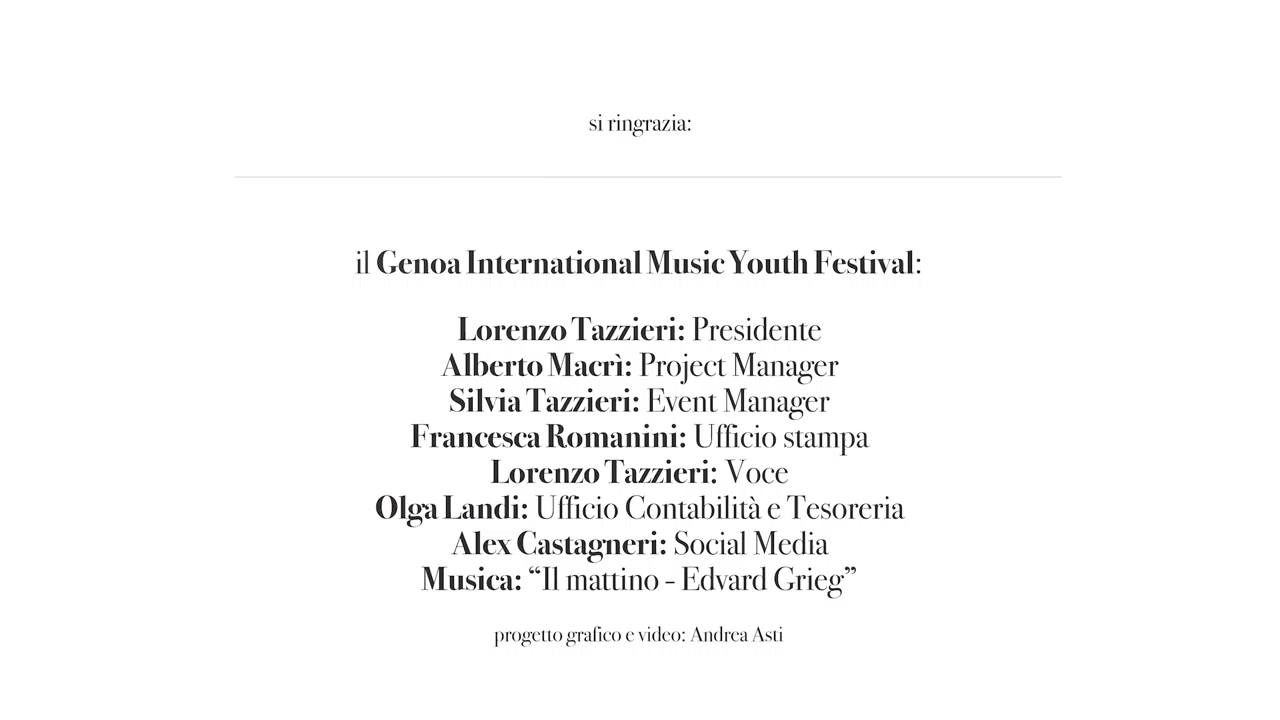 si ringrazia:
il Genoa International Music Youth Festival:
Lorenzo Tazzieri: Presidente
Alberto Macrì: Project Manager
Silvia Tazzieri: Event Manager
Francesca Romanini: Ufficio stampa
Lorenzo Tazzieri: Voce
Olga Landi: Ufficio Contabilità e Tesoreria
Alex Castagneri: Social Media
Musica: “Il mattino - Edvard Grieg”
progetto grafico e video: Andrea Asti